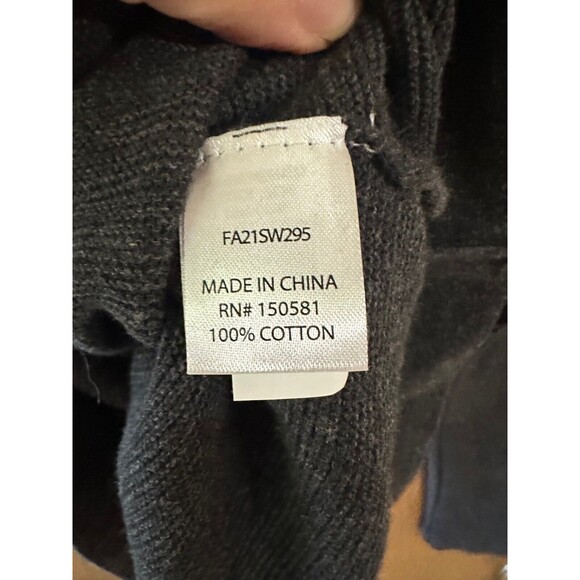 FA21SW295
MADE IN CHINA
RN# 150581
100% COTTON